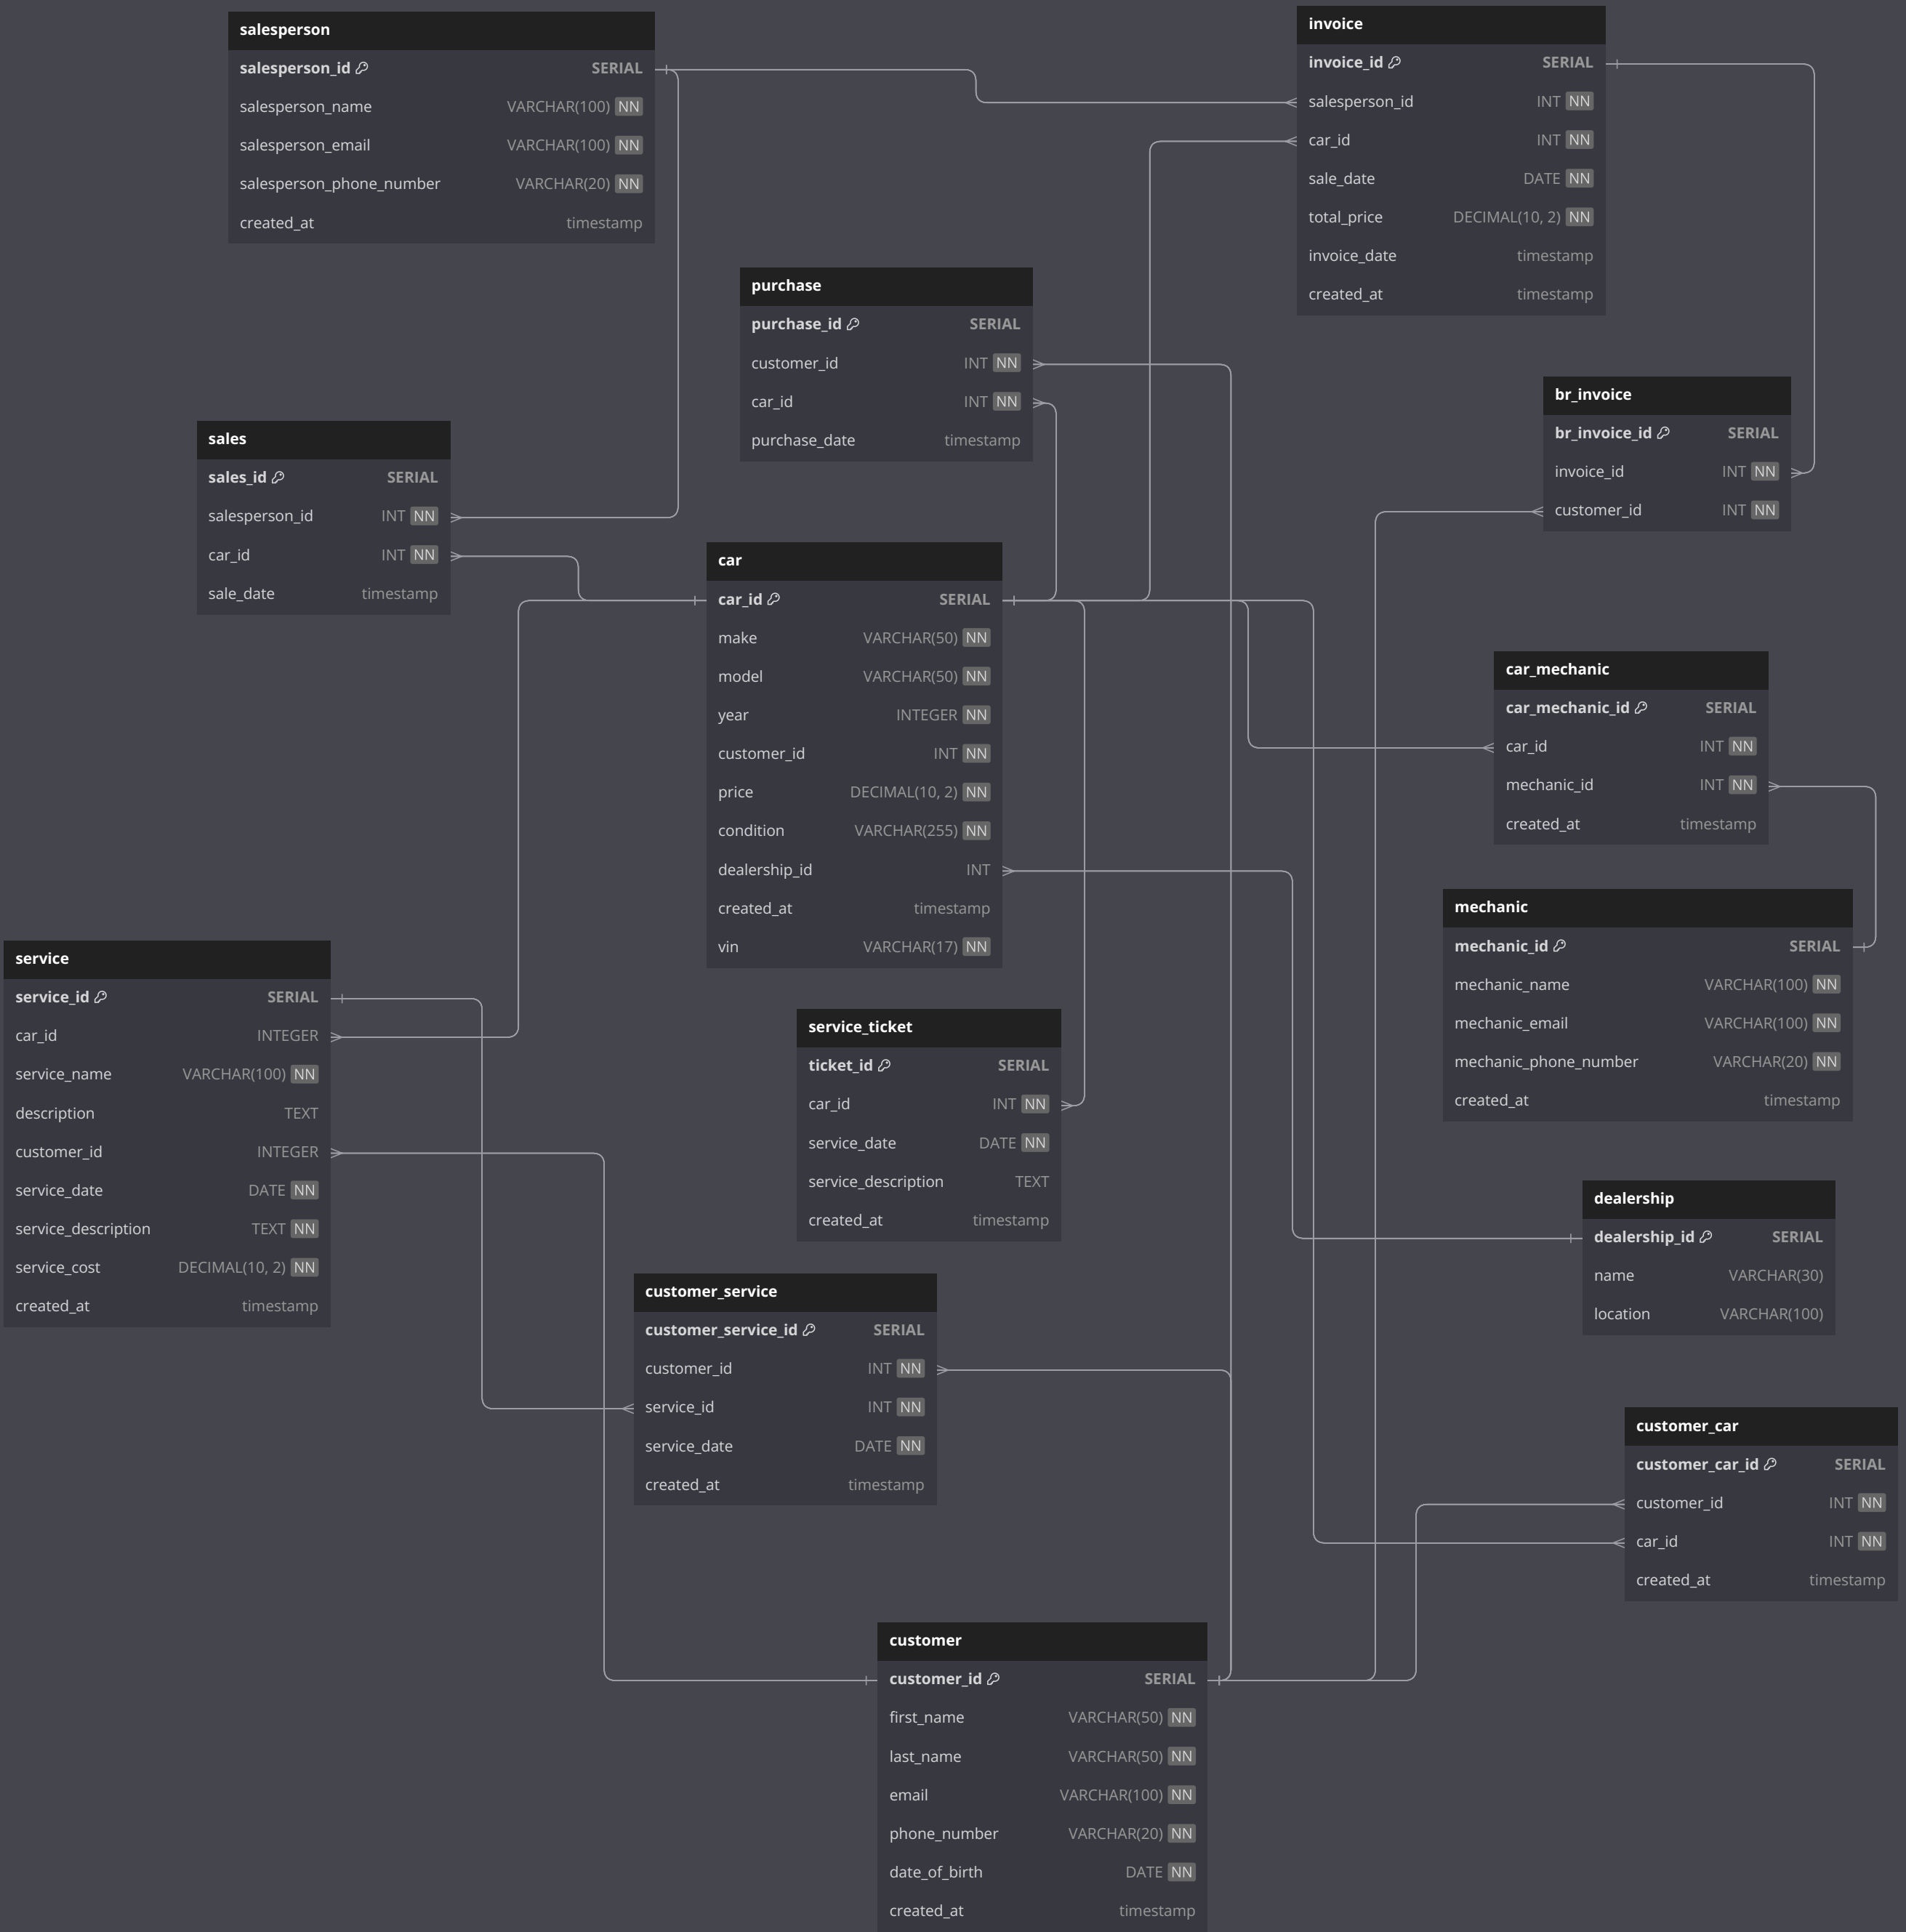 salesperson
salesperson_id SERIAL
salesperson_name VARCHAR(100) NN
salesperson_email VARCHAR(100) NN
salesperson_phone_number VARCHAR(20) NN
created_at timestamp
invoice
invoice_id SERIAL
salesperson_id INT NN
car_id INT NN
sale_date DATE NN
total_price DECIMAL(10, 2) NN
invoice_date timestamp
created_at timestamp
purchase
purchase_id SERIAL
customer_id INT NN
car_id INT NN
purchase_date timestamp
br_invoice
br_invoice_id SERIAL
invoice_id INT NN
customer_id INT NN
sales
sales_id SERIAL
salesperson_id INT NN
car_id INT NN
sale_date timestamp
car
car_id SERIAL
make VARCHAR(50) NN
model VARCHAR(50) NN
year INTEGER NN
customer_id INT NN
price DECIMAL(10, 2) NN
condition VARCHAR(255) NN
dealership_id INT
created_at timestamp
vin VARCHAR(17) NN
car_mechanic
car_mechanic_id SERIAL
car_id INT NN
mechanic_id INT NN
created_at timestamp
mechanic
mechanic_id SERIAL
mechanic_name VARCHAR(100) NN
mechanic_email VARCHAR(100) NN
mechanic_phone_number VARCHAR(20) NN
created_at timestamp
service
service_id SERIAL
car_id INTEGER
service_name VARCHAR(100) NN
description TEXT
customer_id INTEGER
service_date DATE NN
service_description TEXT NN
service_cost DECIMAL(10, 2) NN
created_at timestamp
service_ticket
ticket_id SERIAL
car_id INT NN
service_date DATE NN
service_description TEXT
created_at timestamp
dealership
dealership_id SERIAL
name VARCHAR(30)
location VARCHAR(100)
customer_service
customer_service_id SERIAL
customer_id INT NN
service_id INT NN
service_date DATE NN
created_at timestamp
customer_car
customer_car_id SERIAL
customer_id INT NN
car_id INT NN
created_at timestamp
customer
customer_id SERIAL
first_name VARCHAR(50) NN
last_name VARCHAR(50) NN
email VARCHAR(100) NN
phone_number VARCHAR(20) NN
date_of_birth DATE NN
created_at timestamp